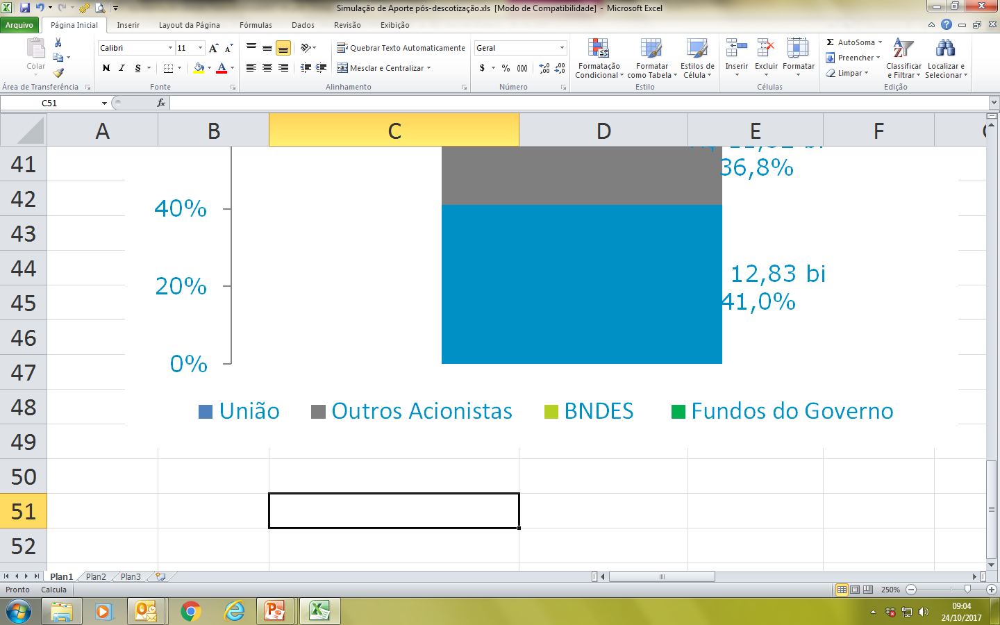 Simulação de Aporte pós-descotização.xls [Modo de Compatibilidade] - Microsoft Excel
Arquivo Página Inicial Inserir Layout da Página Fórmulas Dados Revisão Exibição
Colar
Área de Transferência
Calibri 11
N I S
Fonte
Quebrar Texto Automaticamente
Mesclar e Centralizar
Alinhamento
Geral
$ % 000
Número
Formatação Condicional
Formatar como Tabela
Estilos de Célula
Estilo
Inserir Excluir Formatar
Células
AutoSoma
Preencher
Limpar
Classificar e Filtrar
Localizar e Selecionar
Edição
C51 fx
A B C D E F
41
36,8%
42
40%
43
44
12,83 bi
20%
45
41,0%
46
47
0%
48
União Outros Acionistas BNDES Fundos do Governo
49
50
51
52
Plan1 Plan2 Plan3
Pronto Calcula 250%
09:04
24/10/2017